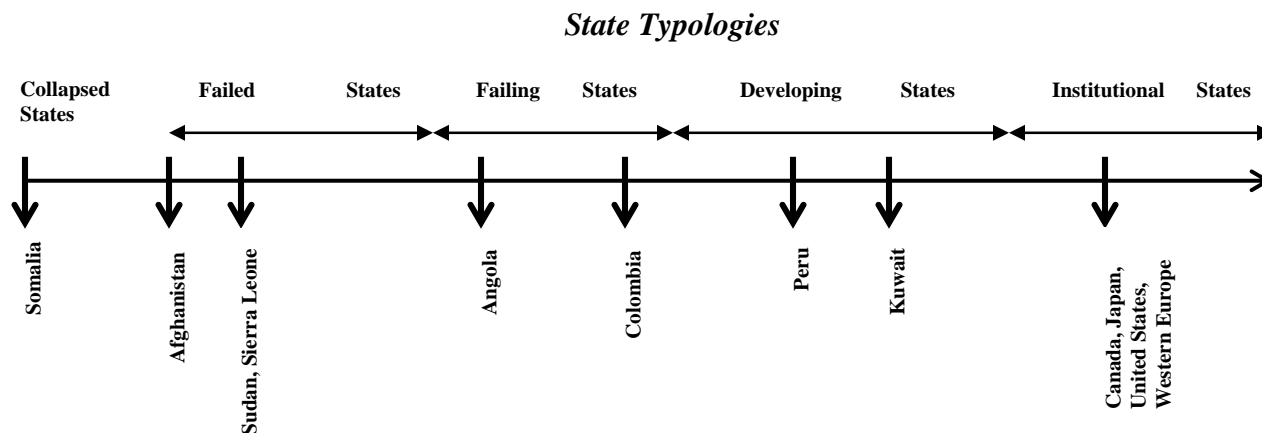 State Typologies
Collapsed States
Failed States
Failing States
Developing States
Institutional States
Somalia
Afghanistan
Sudan, Sierra Leone
Angola
Colombia
Peru
Kuwait
Canada, Japan,
United States,
Western Europe